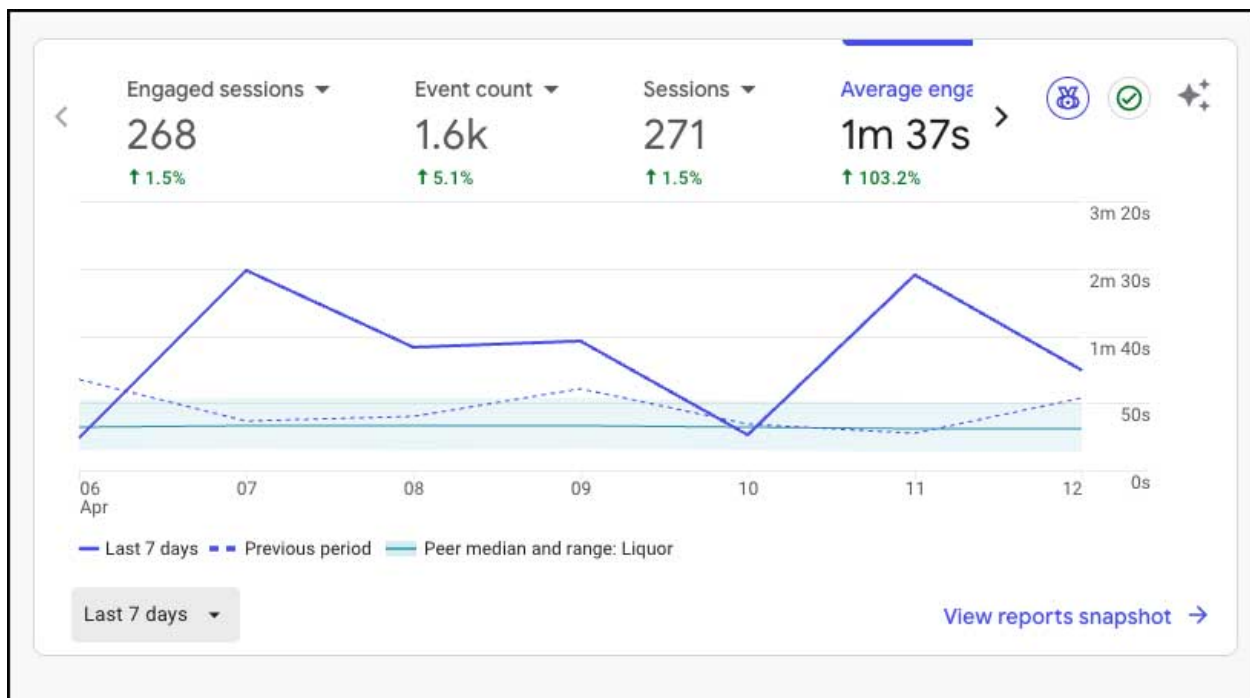 Engaged sessions
268
↑ 1.5%
Event count
1.6k
↑ 5.1%
Sessions
271
↑ 1.5%
Average enga
1m 37s
↑ 103.2%
3m 20s
2m 30s
1m 40s
50s
0s
06 07 08 09 10 11 12
Apr
Last 7 days Previous period Peer median and range: Liquor
Last 7 days
View reports snapshot →